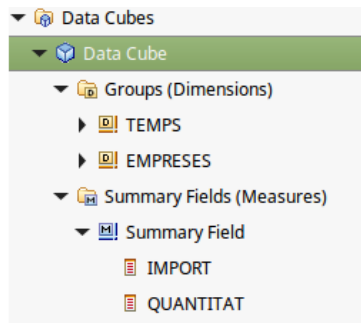 Data Cubes
Data Cube
Groups (Dimensions)
TEMPS
EMPRESES
Summary Fields (Measures)
Summary Field
IMPORT
QUANTITAT